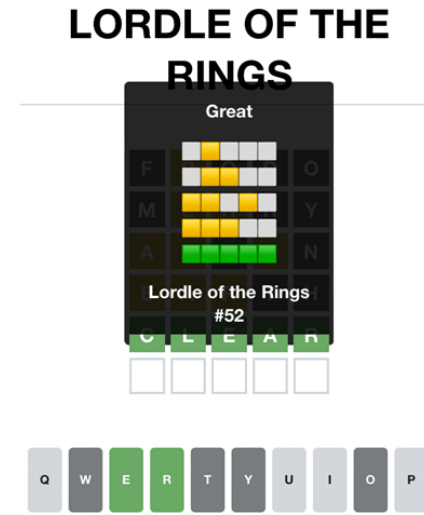 LORDLE OF THE
RINGS
Great
F O
M Y
A N
H
Lordle of the Rings
#52
C L E A R
Q W E R T Y U I O P